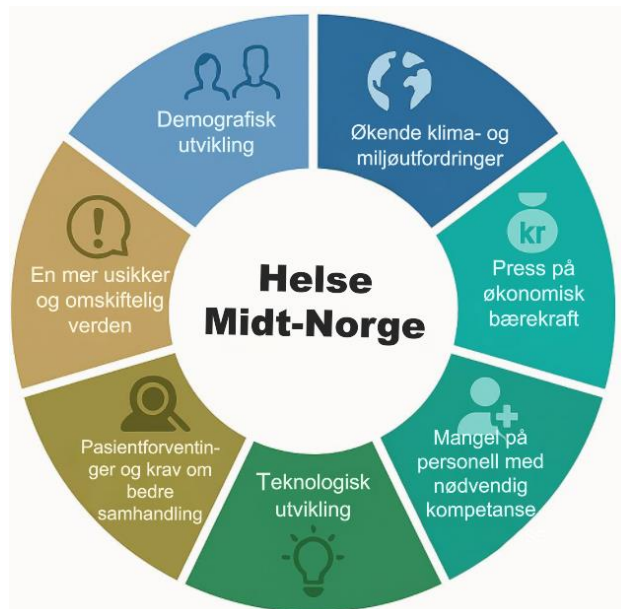 Helse
Midt-Norge
Demografisk
utvikling
Økende klima- og
miljøutfordringer
kr
Press på
økonomisk
bærekraft
Mangel på
personell med
nødvendig
kompetanse
Teknologisk
utvikling
Pasientforventin-
ger og krav om
bedre
samhandling
En mer usikker
og omskiftelig
verden